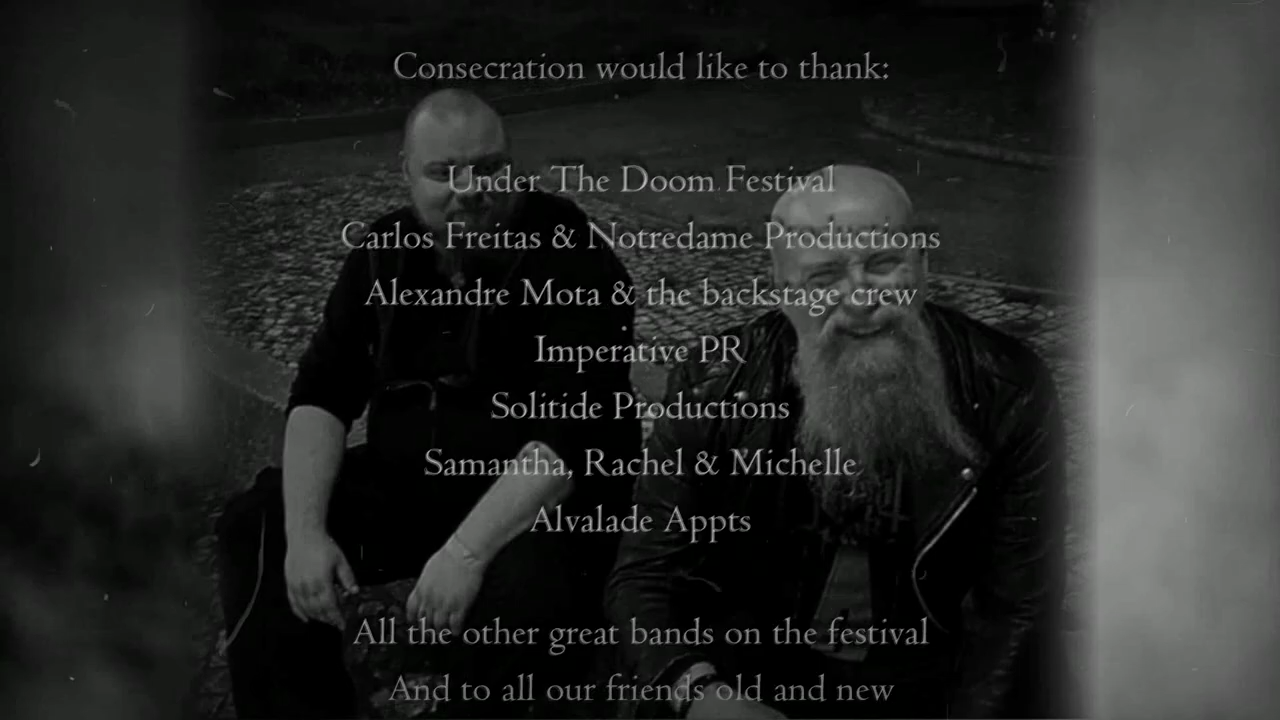 Consecration would like to thank:
Under The Doom Festival
Carlos Freitas & Notredame Productions
Alexandre Mota & the backstage crew
Imperative PR
Solitide Productions
Samantha, Rachel & Michelle
Alvalade Appts
All the other great bands on the festival
And to all our friends old and new